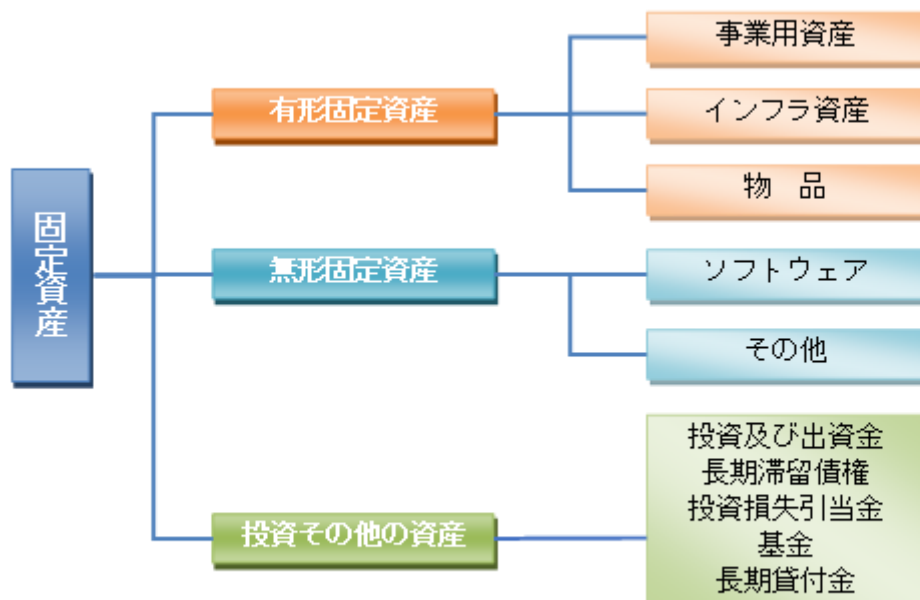 固定資産
有形固定資産
事業用資産
インフラ資産
物　品
無形固定資産
ソフトウェア
その他
投資その他の資産
投資及び出資金
長期滞留債権
投資損失引当金
基金
長期貸付金